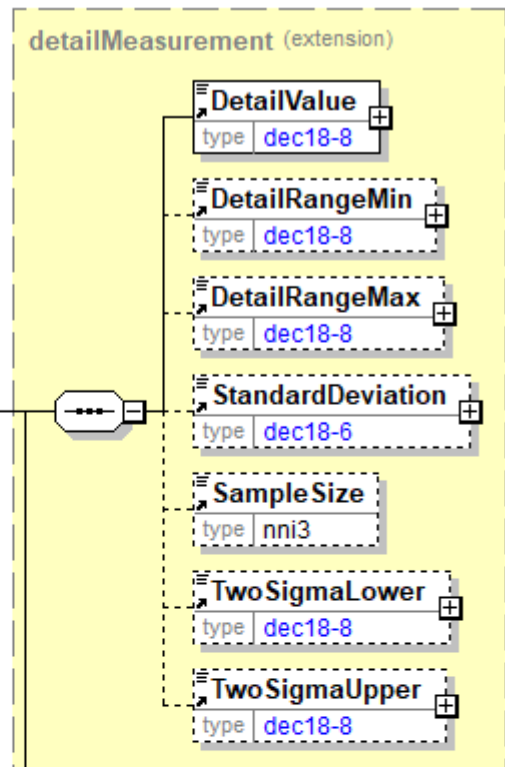 detailMeasurement (extension)
DetailValue
type dec18-8
DetailRangeMin
type dec18-8
DetailRangeMax
type dec18-8
StandardDeviation
type dec18-6
SampleSize
type nni3
TwoSigmaLower
type dec18-8
TwoSigmaUpper
type dec18-8